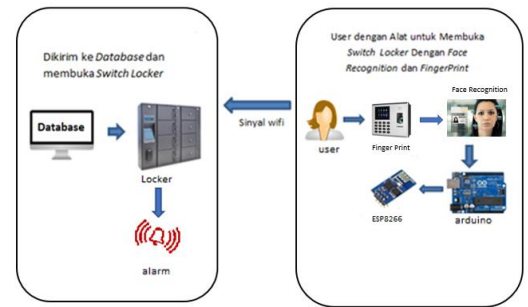 Dikirim ke Database dan
membuka Switch Locker
Database
Locker
alarm
Sinyal wifi
User dengan Alat untuk Membuka
Switch Locker Dengan Face
Recognition dan FingerPrint
Face Recognition
user
Finger Print
ESP8266
arduino